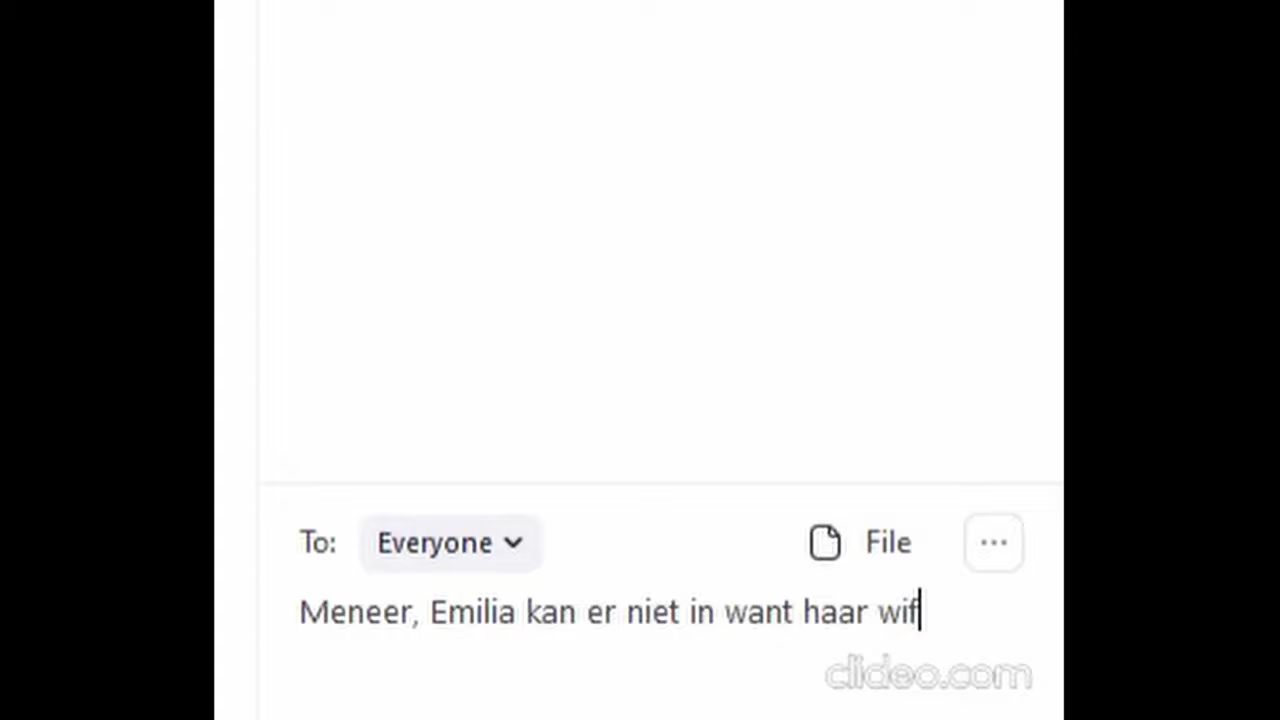 To: Everyone File ...
Meneer, Emilia kan er niet in want haar wif
clideo.com